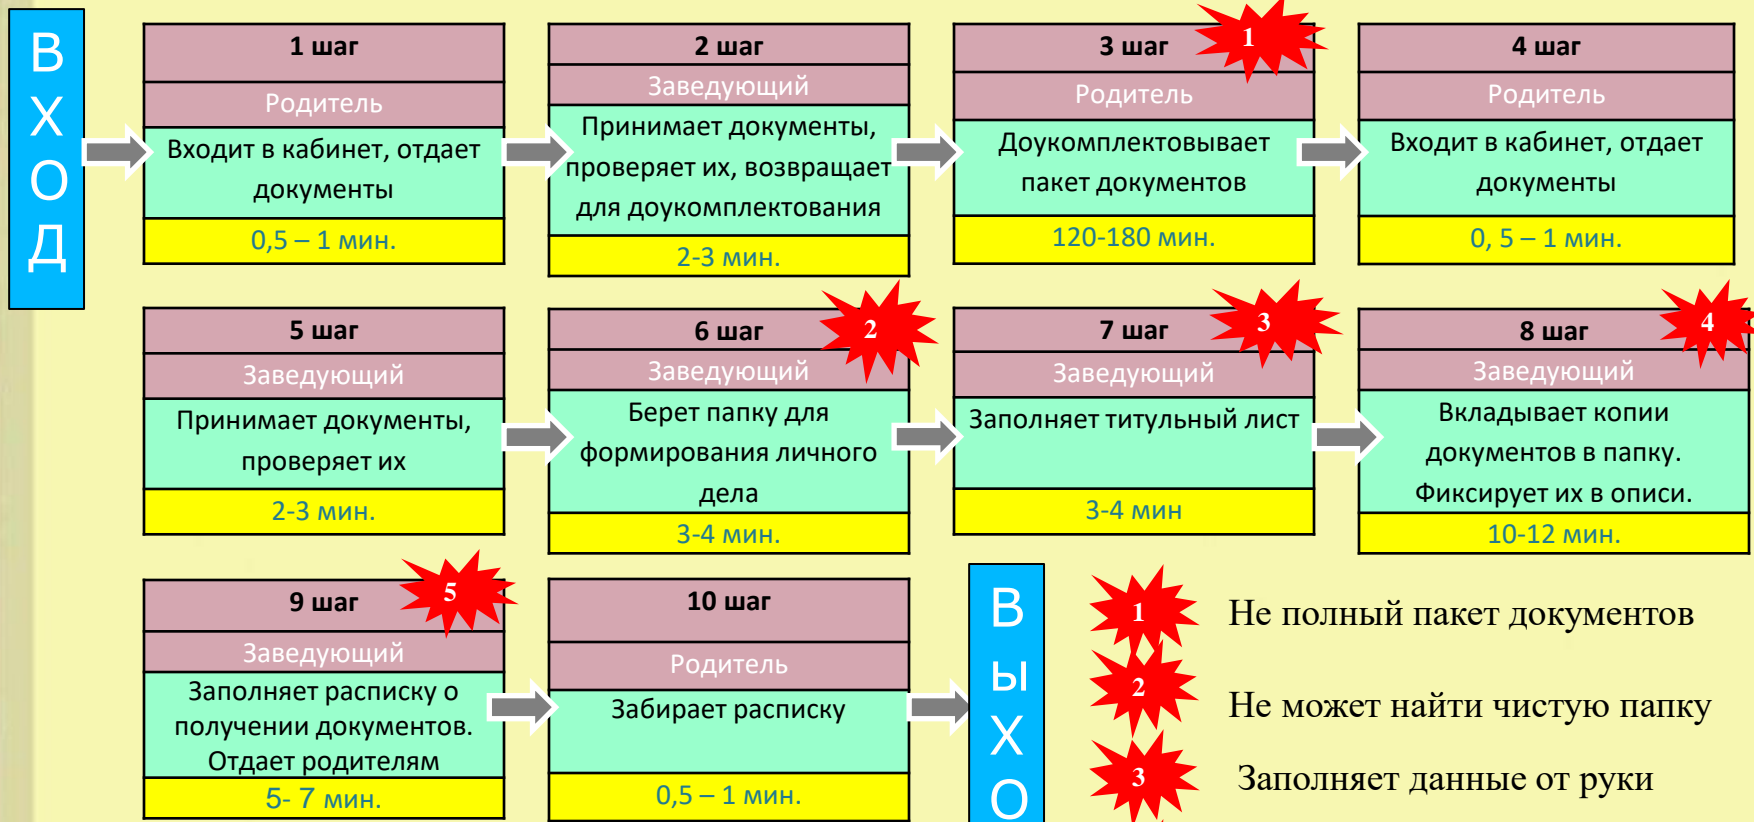 ВХОД
1 шаг
Родитель
Входит в кабинет, отдает
документы
0,5 – 1 мин.
2 шаг
Заведующий
Принимает документы,
проверяет их, возвращает
для доукомплектования
2-3 мин.
3 шаг
1
Родитель
Доукомплектовывает
пакет документов
120-180 мин.
4 шаг
Родитель
Входит в кабинет, отдает
документы
0, 5 – 1 мин.
5 шаг
Заведующий
Принимает документы,
проверяет их
2-3 мин.
6 шаг
2
Заведующий
Берет папку для
формирования личного
дела
3-4 мин.
7 шаг
3
Заведующий
Заполняет титульный лист
3-4 мин
8 шаг
4
Заведующий
Вкладывает копии
документов в папку.
Фиксирует их в описи.
10-12 мин.
9 шаг
5
Заведующий
Заполняет расписку о
получении документов.
Отдает родителям
5- 7 мин.
10 шаг
Родитель
Забирает расписку
0,5 – 1 мин.
ВЫХО
1 Не полный пакет документов
2 Не может найти чистую папку
3 Заполняет данные от руки